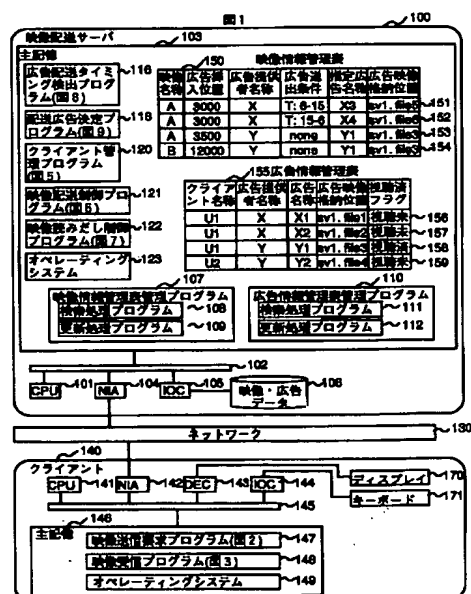 図1
100
映像配送サーバ
103
主記憶
広告配送タイミング検出プログラム(図8)
116
配送広告決定プログラム(図9)
118
クライアント管理プログラム(図5)
120
映像配送制御プログラム(図6)
121
映像読みだし制御プログラム(図7)
122
オペレーティングシステム
123
150
映像情報管理表
映像名称 広告挿入位置 広告提供者名称 広告送出条件 指定広告名称 広告映像格納位置
A 3000 X T: 6-15 X3 sv1.file5 151
A 3000 X T: 15-6 X4 152
A 3500 Y none Y1 sv1.file3 153
B 12000 Y none Y1 sv1.file3 154
155 広告情報管理表
クライアント名称 広告提供者名称 広告名称 広告映像格納位置 視聴済フラグ
U1 X X1 sv1.file1 視聴未 156
U1 X X2 sv1.file2 視聴未 157
U1 Y Y1 sv1.file3 視聴済 158
U2 Y Y2 sv1.file4 視聴未 159
107
映像情報管理表管理プログラム
検索処理プログラム 108
更新処理プログラム 109
110
広告情報管理表管理プログラム
検索処理プログラム 111
更新処理プログラム 112
102
CPU 101 NIA 104 IOC 105
映像・広告データ
106
ネットワーク
130
140
クライアント
CPU 141 NIA 142 DEC 143 IOC 144
ディスプレイ 170
キーボード 171
145
146
主記憶
映像送信要求プログラム(図2) 147
映像受信プログラム(図3) 148
オペレーティングシステム 149